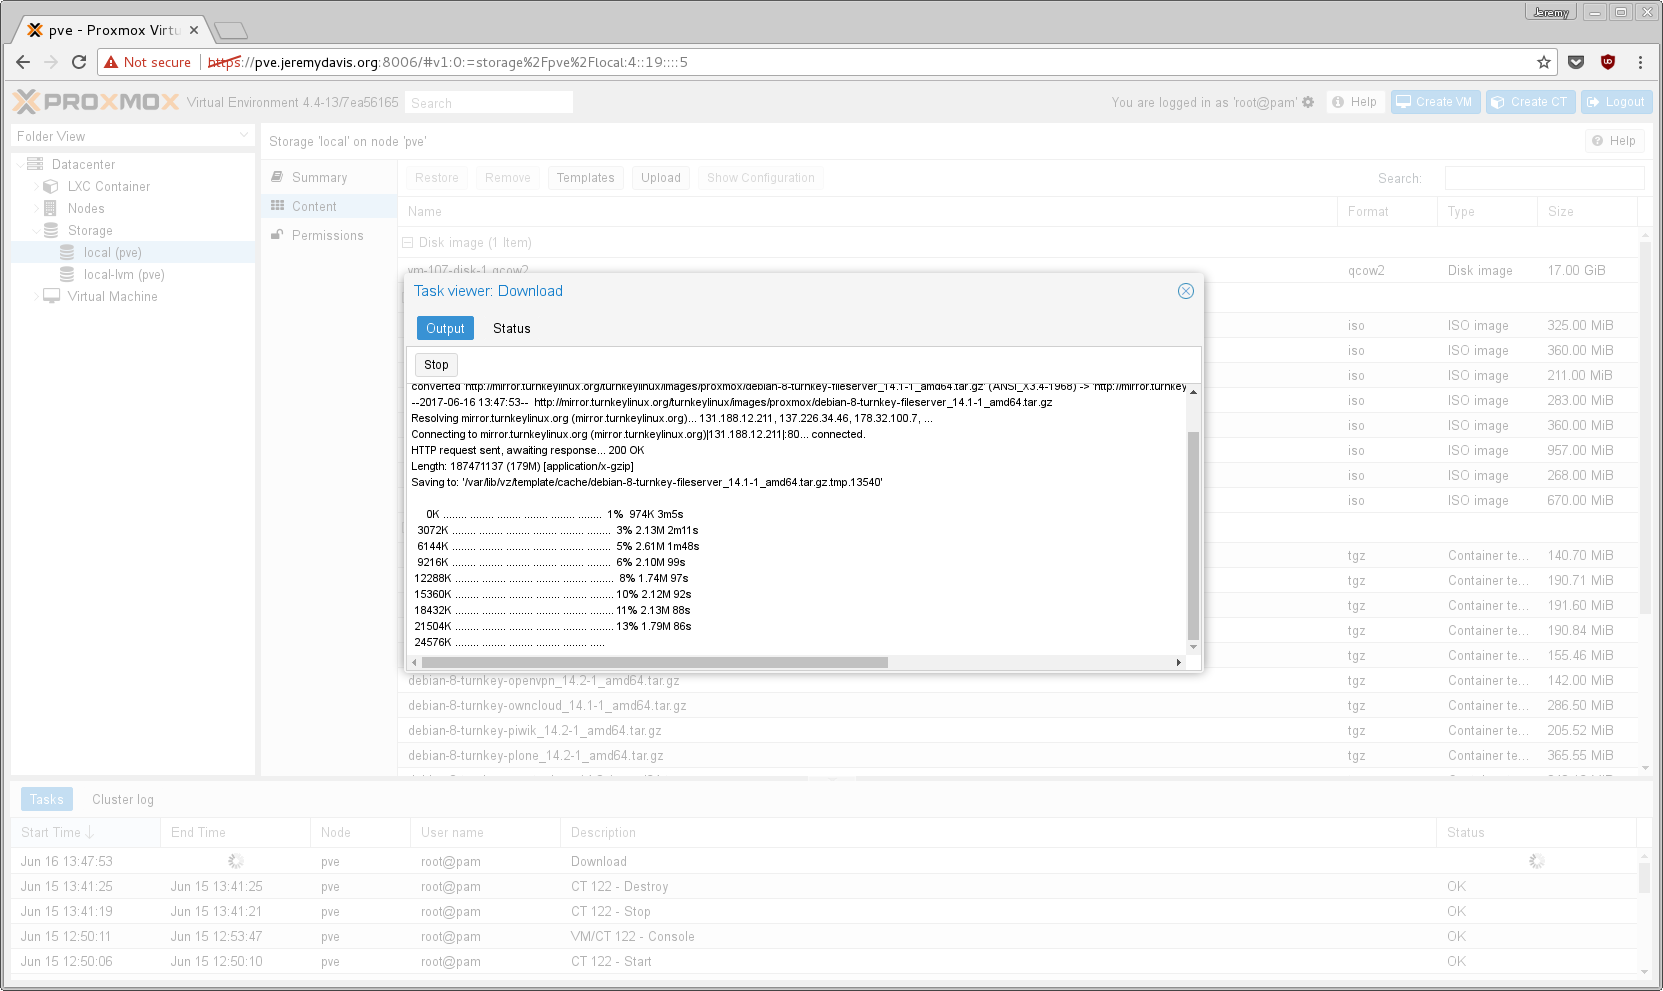 Jeremy
pve - Proxmox Virtu
Not secure https://pve.jeremydavis.org:8006/#v1:0:=storage%2Fpve%2Flocal:4::19::::5
PROXMOX Virtual Environment 4.4-13/7ea56165 Search You are logged in as 'root@pam' Help Create VM Create CT Logout
Folder View
Datacenter
LXC Container
Nodes
Storage
local (pve)
local-lvm (pve)
Virtual Machine
Storage 'local' on node 'pve' Help
Summary
Content
Permissions
Restore Remove Templates Upload Show Configuration Search:
Name Format Type Size
Disk image (1 Item)
vm-107-disk-1.qcow2 qcow2 Disk image 17.00 GiB
iso ISO image 325.00 MiB
iso ISO image 360.00 MiB
iso ISO image 211.00 MiB
iso ISO image 283.00 MiB
iso ISO image 360.00 MiB
iso ISO image 957.00 MiB
iso ISO image 268.00 MiB
iso ISO image 670.00 MiB
tgz Container te... 140.70 MiB
tgz Container te... 190.71 MiB
tgz Container te... 191.60 MiB
tgz Container te... 190.84 MiB
tgz Container te... 155.46 MiB
debian-8-turnkey-openvpn_14.2-1_amd64.tar.gz tgz Container te... 142.00 MiB
debian-8-turnkey-owncloud_14.1-1_amd64.tar.gz tgz Container te... 286.50 MiB
debian-8-turnkey-piwik_14.2-1_amd64.tar.gz tgz Container te... 205.52 MiB
debian-8-turnkey-plone_14.2-1_amd64.tar.gz tgz Container te... 365.55 MiB
Task viewer: Download
Output Status
Stop
converted 'http://mirror.turnkeylinux.org/turnkeylinux/images/proxmox/debian-8-turnkey-fileserver_14.1-1_amd64.tar.gz' (ANSI_X3.4-1968) -> 'http://mirror.turnkey
--2017-06-16 13:47:53-- http://mirror.turnkeylinux.org/turnkeylinux/images/proxmox/debian-8-turnkey-fileserver_14.1-1_amd64.tar.gz
Resolving mirror.turnkeylinux.org (mirror.turnkeylinux.org)... 131.188.12.211, 137.226.34.46, 178.32.100.7, ...
Connecting to mirror.turnkeylinux.org (mirror.turnkeylinux.org)|131.188.12.211|:80... connected.
HTTP request sent, awaiting response... 200 OK
Length: 187471137 (179M) [application/x-gzip]
Saving to: '/var/lib/vz/template/cache/debian-8-turnkey-fileserver_14.1-1_amd64.tar.gz.tmp.13540'
0K ........ ........ ........ ........ ........ ........ 1% 974K 3m5s
3072K ........ ........ ........ ........ ........ ........ 3% 2.13M 2m11s
6144K ........ ........ ........ ........ ........ ........ 5% 2.61M 1m48s
9216K ........ ........ ........ ........ ........ ........ 6% 2.10M 99s
12288K ........ ........ ........ ........ ........ ........ 8% 1.74M 97s
15360K ........ ........ ........ ........ ........ ........ 10% 2.12M 92s
18432K ........ ........ ........ ........ ........ ........ 11% 2.13M 88s
21504K ........ ........ ........ ........ ........ ........ 13% 1.79M 86s
24576K ........ ........ ........ ........ ........ .....
Tasks Cluster log
Start Time End Time Node User name Description Status
Jun 16 13:47:53 pve root@pam Download
Jun 15 13:41:25 Jun 15 13:41:25 pve root@pam CT 122 - Destroy OK
Jun 15 13:41:19 Jun 15 13:41:21 pve root@pam CT 122 - Stop OK
Jun 15 12:50:11 Jun 15 12:53:47 pve root@pam VM/CT 122 - Console OK
Jun 15 12:50:06 Jun 15 12:50:10 pve root@pam CT 122 - Start OK